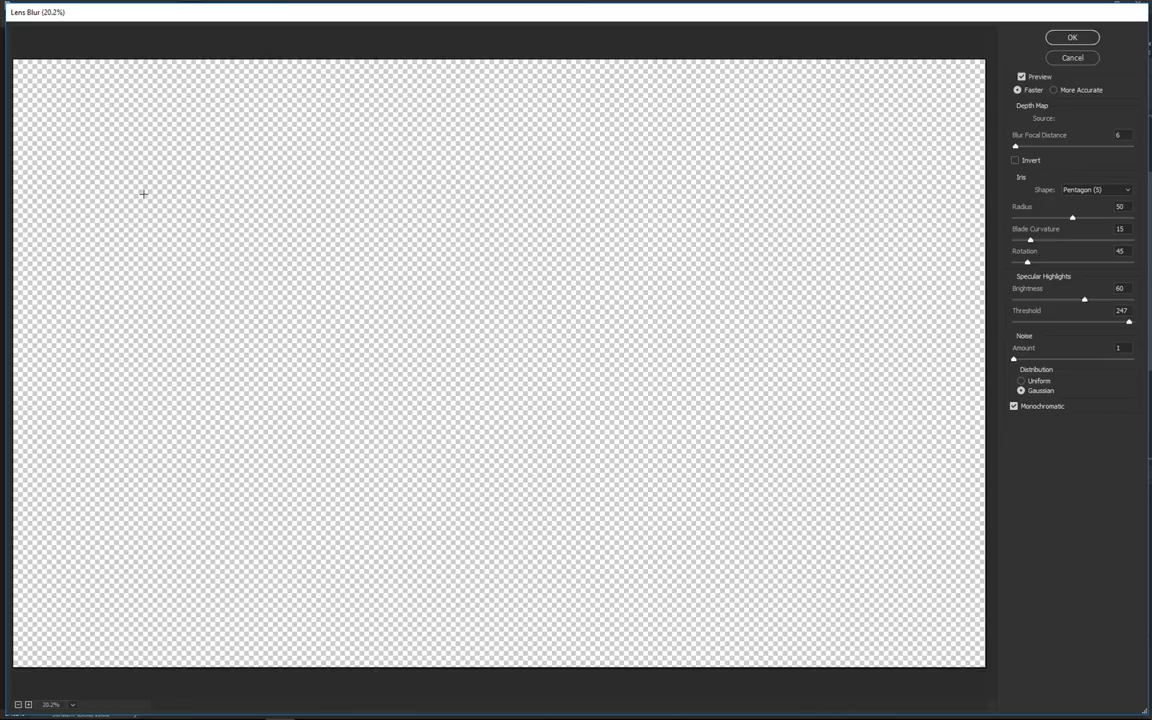 Lens Blur (20.2%)
OK
Cancel
Preview
Faster More Accurate
Depth Map
Source:
Blur Focal Distance 6
Invert
Iris
Shape: Pentagon (5)
Radius 50
Blade Curvature 15
Rotation 45
Specular Highlights
Brightness 60
Threshold 247
Noise
Amount 1
Distribution
Uniform
Gaussian
Monochromatic
20.2%